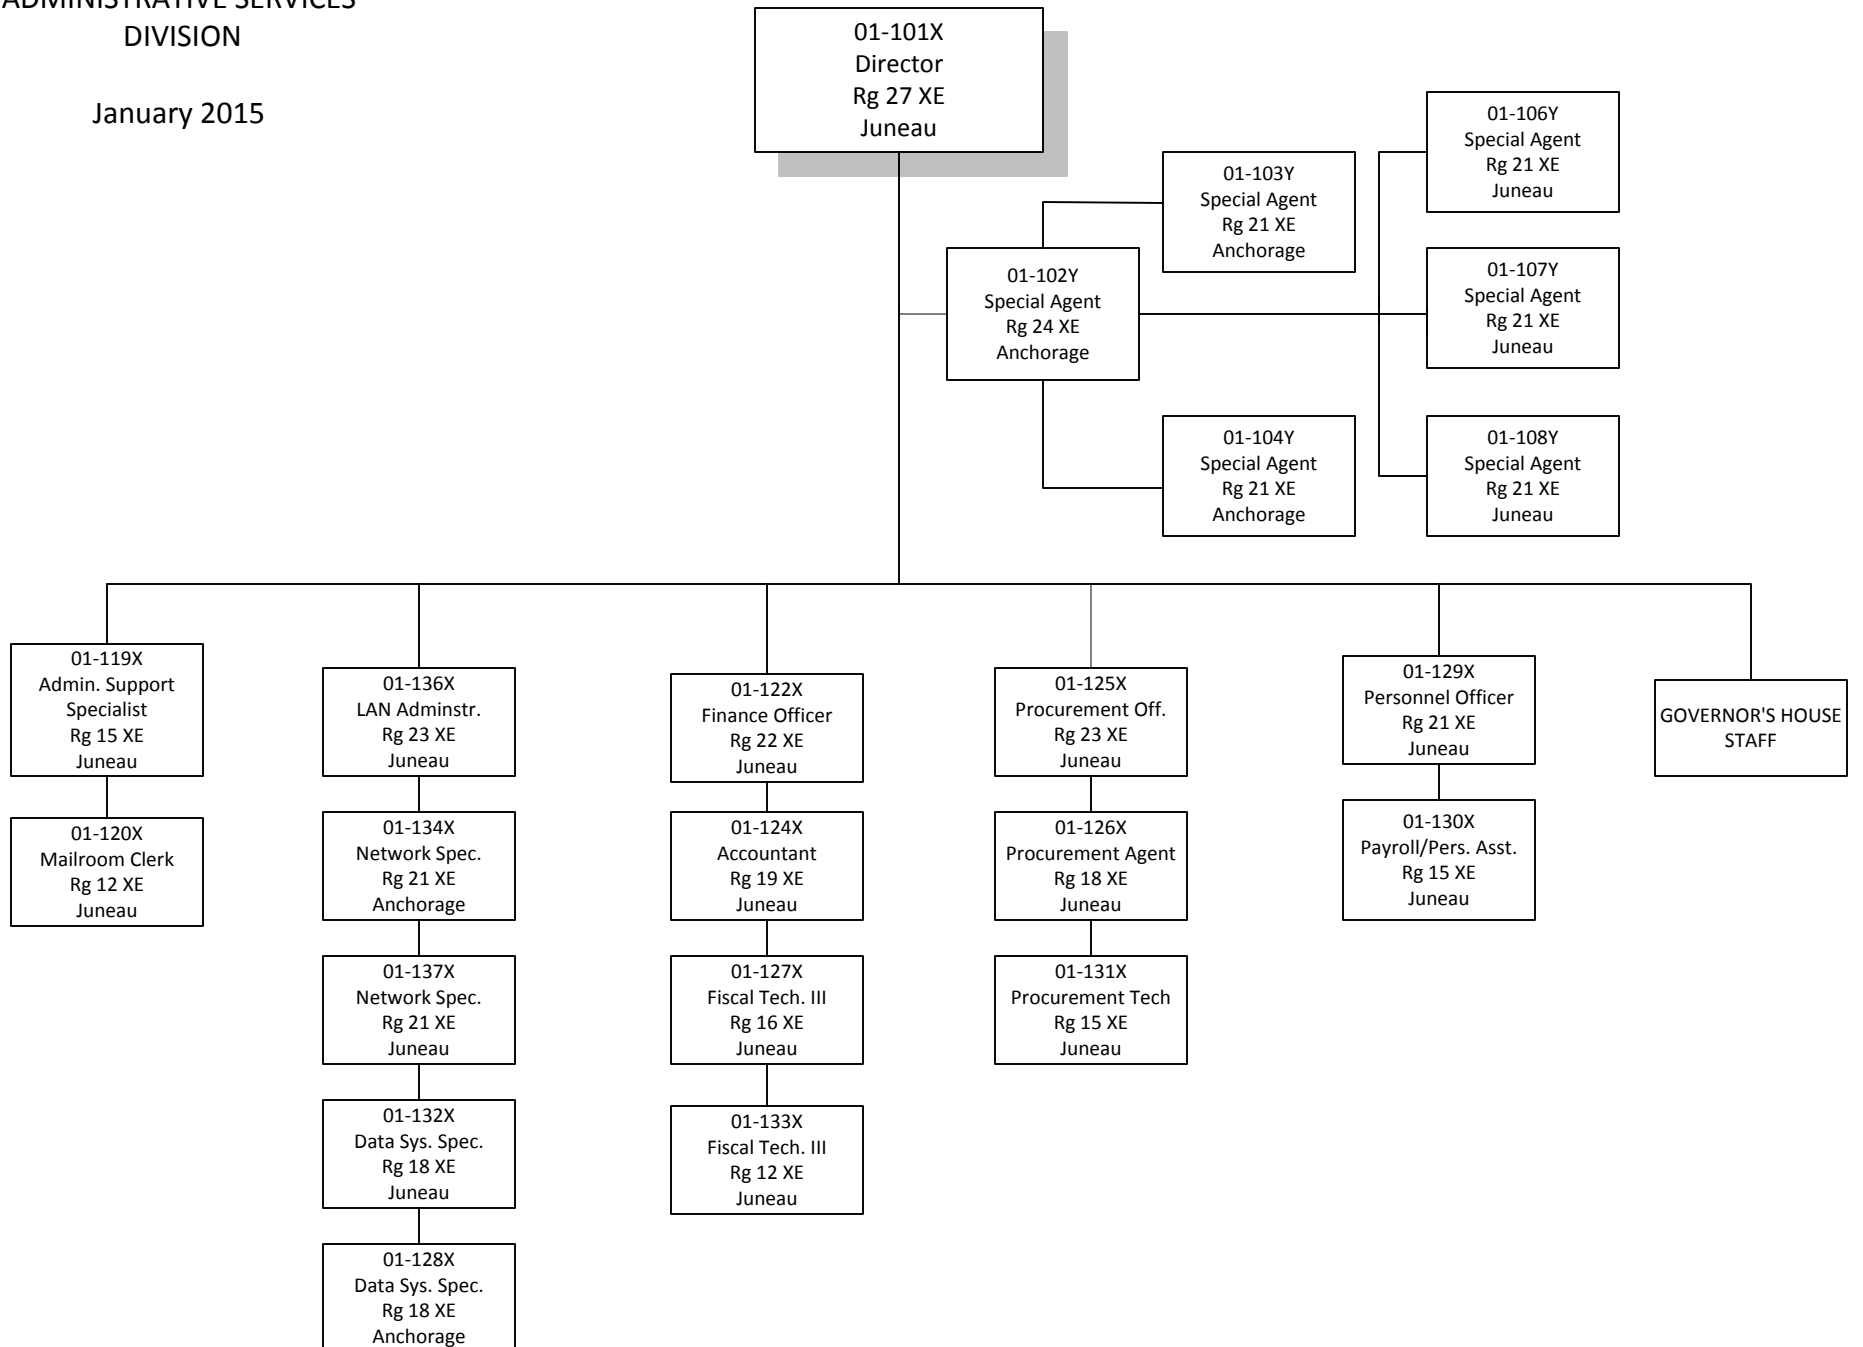 ADMINISTRATIVE SERVICES
DIVISION
January 2015
01-101X
Director
Rg 27 XE
Juneau
01-106Y
Special Agent
Rg 21 XE
Juneau
01-103Y
Special Agent
Rg 21 XE
Anchorage
01-102Y
Special Agent
Rg 24 XE
Anchorage
01-107Y
Special Agent
Rg 21 XE
Juneau
01-104Y
Special Agent
Rg 21 XE
Anchorage
01-108Y
Special Agent
Rg 21 XE
Juneau
01-119X
Admin. Support
Specialist
Rg 15 XE
Juneau
01-136X
LAN Adminstr.
Rg 23 XE
Juneau
01-122X
Finance Officer
Rg 22 XE
Juneau
01-125X
Procurement Off.
Rg 23 XE
Juneau
01-129X
Personnel Officer
Rg 21 XE
Juneau
GOVERNOR'S HOUSE
STAFF
01-120X
Mailroom Clerk
Rg 12 XE
Juneau
01-134X
Network Spec.
Rg 21 XE
Anchorage
01-124X
Accountant
Rg 19 XE
Juneau
01-126X
Procurement Agent
Rg 18 XE
Juneau
01-130X
Payroll/Pers. Asst.
Rg 15 XE
Juneau
01-137X
Network Spec.
Rg 21 XE
Juneau
01-127X
Fiscal Tech. III
Rg 16 XE
Juneau
01-131X
Procurement Tech
Rg 15 XE
Juneau
01-132X
Data Sys. Spec.
Rg 18 XE
Juneau
01-133X
Fiscal Tech. III
Rg 12 XE
Juneau
01-128X
Data Sys. Spec.
Rg 18 XE
Anchorage